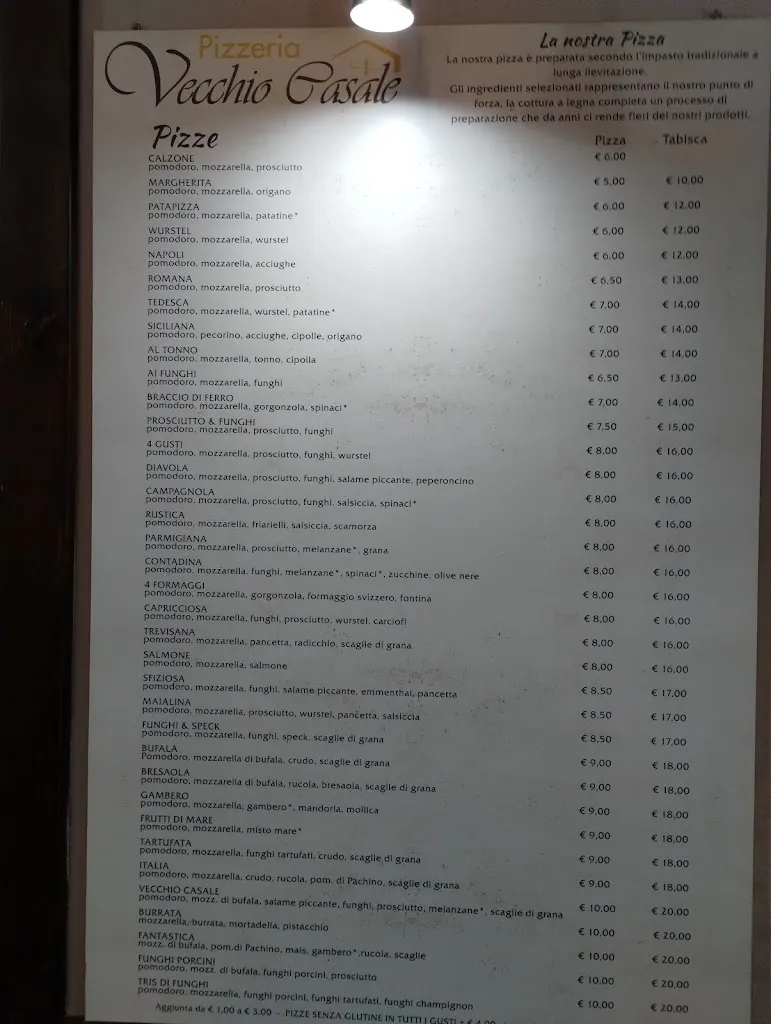 Pizzeria
Vecchio Casale
La nostra Pizza
La nostra pizza è preparata secondo l'impasto tradizionale a
lunga lievitazione.
Gli ingredienti selezionati rappresentano il nostro punto di
forza, la cottura a legna completa un processo di
preparazione che da anni ci rende fieri dei nostri prodotti.
Pizze Pizza Tabisca
CALZONE € 6.00
pomodoro, mozzarella, prosciutto
MARGHERITA € 5,00 € 10,00
pomodoro, mozzarella, origano
PATAPIZZA € 6,00 € 12,00
pomodoro, mozzarella, patatine*
WURSTEL € 6,00 € 12,00
pomodoro, mozzarella, wurstel
NAPOLI € 6,00 € 12,00
pomodoro, mozzarella, acciughe
ROMANA € 6,50 € 13,00
pomodoro, mozzarella, prosciutto
TEDESCA € 7,00 € 14,00
pomodoro, mozzarella, wurstel, patatine*
SICILIANA € 7,00 € 14,00
pomodoro, pecorino, acciughe, cipolle, origano
AL TONNO € 7,00 € 14,00
pomodoro, mozzarella, tonno, cipolla
AI FUNGHI € 6,50 € 13,00
pomodoro, mozzarella, funghi
BRACCIO DI FERRO € 7,00 € 14,00
pomodoro, mozzarella, gorgonzola, spinaci*
PROSCIUTTO & FUNGHI € 7,50 € 15,00
pomodoro, mozzarella, prosciutto, funghi
4 GUSTI € 8,00 € 16,00
pomodoro, mozzarella, prosciutto, funghi, wurstel
DIAVOLA € 8,00 € 16,00
pomodoro, mozzarella, prosciutto, funghi, salame piccante, peperoncino
CAMPAGNOLA € 8,00 € 16,00
pomodoro, mozzarella, prosciutto, funghi, salsiccia, spinaci*
RUSTICA € 8,00 € 16,00
pomodoro, mozzarella, friarielli, salsiccia, scamorza
PARMIGIANA € 8,00 € 16,00
pomodoro, mozzarella, prosciutto, melanzane*, grana
CONTADINA € 8,00 € 16,00
pomodoro, mozzarella, funghi, melanzane*, spinaci*, zucchine, olive nere
4 FORMAGGI € 8,00 € 16,00
pomodoro, mozzarella, gorgonzola, formaggio svizzero, fontina
CAPRICCIOSA € 8,00 € 16,00
pomodoro, mozzarella, funghi, prosciutto, wurstel, carciofi
TREVISANA € 8,00 € 16,00
pomodoro, mozzarella, pancetta, radicchio, scaglie di grana
SALMONE € 8,00 € 16,00
pomodoro, mozzarella, salmone
SFIZIOSA € 8,50 € 17,00
pomodoro, mozzarella, funghi, salame piccante, emmenthal, pancetta
MAIALINA € 8,50 € 17,00
pomodoro, mozzarella, prosciutto, wurstel, pancetta, salsiccia
FUNGHI & SPECK € 8,50 € 17,00
pomodoro, mozzarella, funghi, speck, scaglie di grana
BUFALA € 9,00 € 18,00
Pomodoro, mozzarella di bufala, crudo, scaglie di grana
BRESAOLA € 9,00 € 18,00
pomodoro, mozzarella di bufala, rucola, bresaola, scaglie di grana
GAMBERO € 9,00 € 18,00
pomodoro, mozzarella, gambero*, mandorla, mollica
FRUTTI DI MARE € 9,00 € 18,00
pomodoro, mozzarella, misto mare*
TARTUFATA € 9,00 € 18,00
pomodoro, mozzarella, funghi tartufati, crudo, scaglie di grana
ITALIA € 9,00 € 18,00
pomodoro, mozzarella, crudo, rucola, pom. di Pachino, scaglie di grana
VECCHIO CASALE € 10,00 € 20,00
pomodoro, mozz. di bufala, salame piccante, funghi, prosciutto, melanzane*, scaglie di grana
BURRATA € 10,00 € 20,00
mozzarella, burrata, mortadella, pistacchio
FANTASTICA € 10,00 € 20,00
mozz. di bufala, pom.di Pachino, mais, gambero*,rucola, scaglie
FUNGHI PORCINI € 10,00 € 20,00
pomodoro, mozz. di bufala, funghi porcini, prosciutto
TRIS DI FUNGHI € 10,00 € 20,00
pomodoro, mozzarella, funghi porcini, funghi tartufati, funghi champignon
Aggiunta da € 1,00 a € 3,00 - PIZZE SENZA GLUTINE IN TUTTI I GUSTI + € 4,00